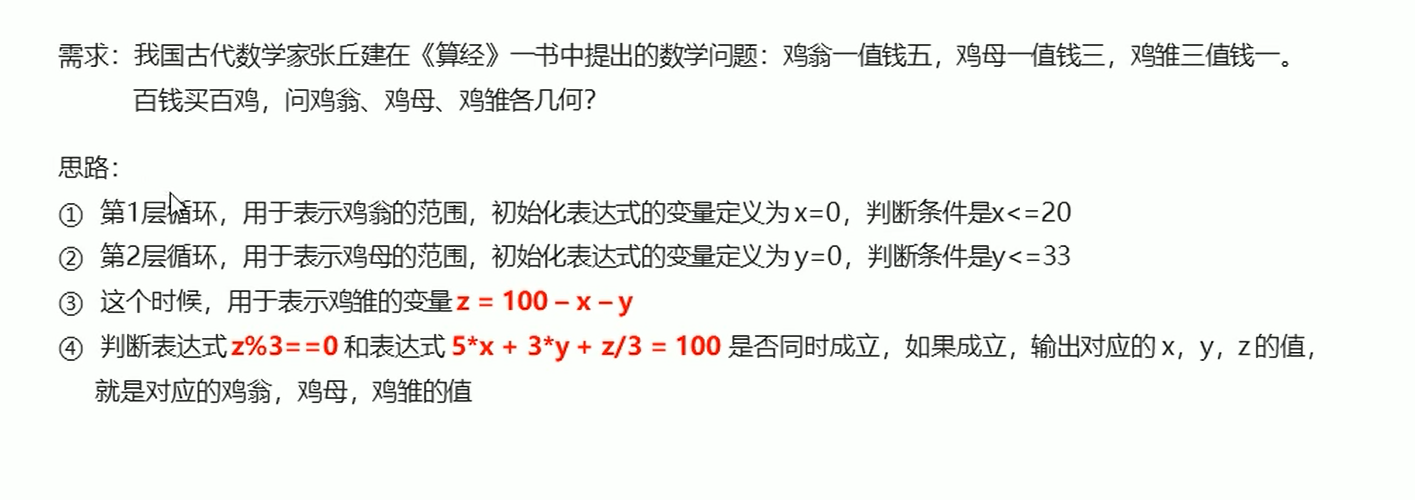 需求：我国古代数学家张丘建在《算经》一书中提出的数学问题：鸡翁一值钱五，鸡母一值钱三，鸡雏三值钱一。
百钱买百鸡，问鸡翁、鸡母、鸡雏各几何？
思路：
① 第1层循环，用于表示鸡翁的范围，初始化表达式的变量定义为 x=0，判断条件是x<=20
② 第2层循环，用于表示鸡母的范围，初始化表达式的变量定义为 y=0，判断条件是y<=33
③ 这个时候，用于表示鸡雏的变量 z = 100 – x – y
④ 判断表达式 z%3==0 和表达式 5*x + 3*y + z/3 = 100 是否同时成立，如果成立，输出对应的 x，y，z 的值，
就是对应的鸡翁，鸡母，鸡雏的值